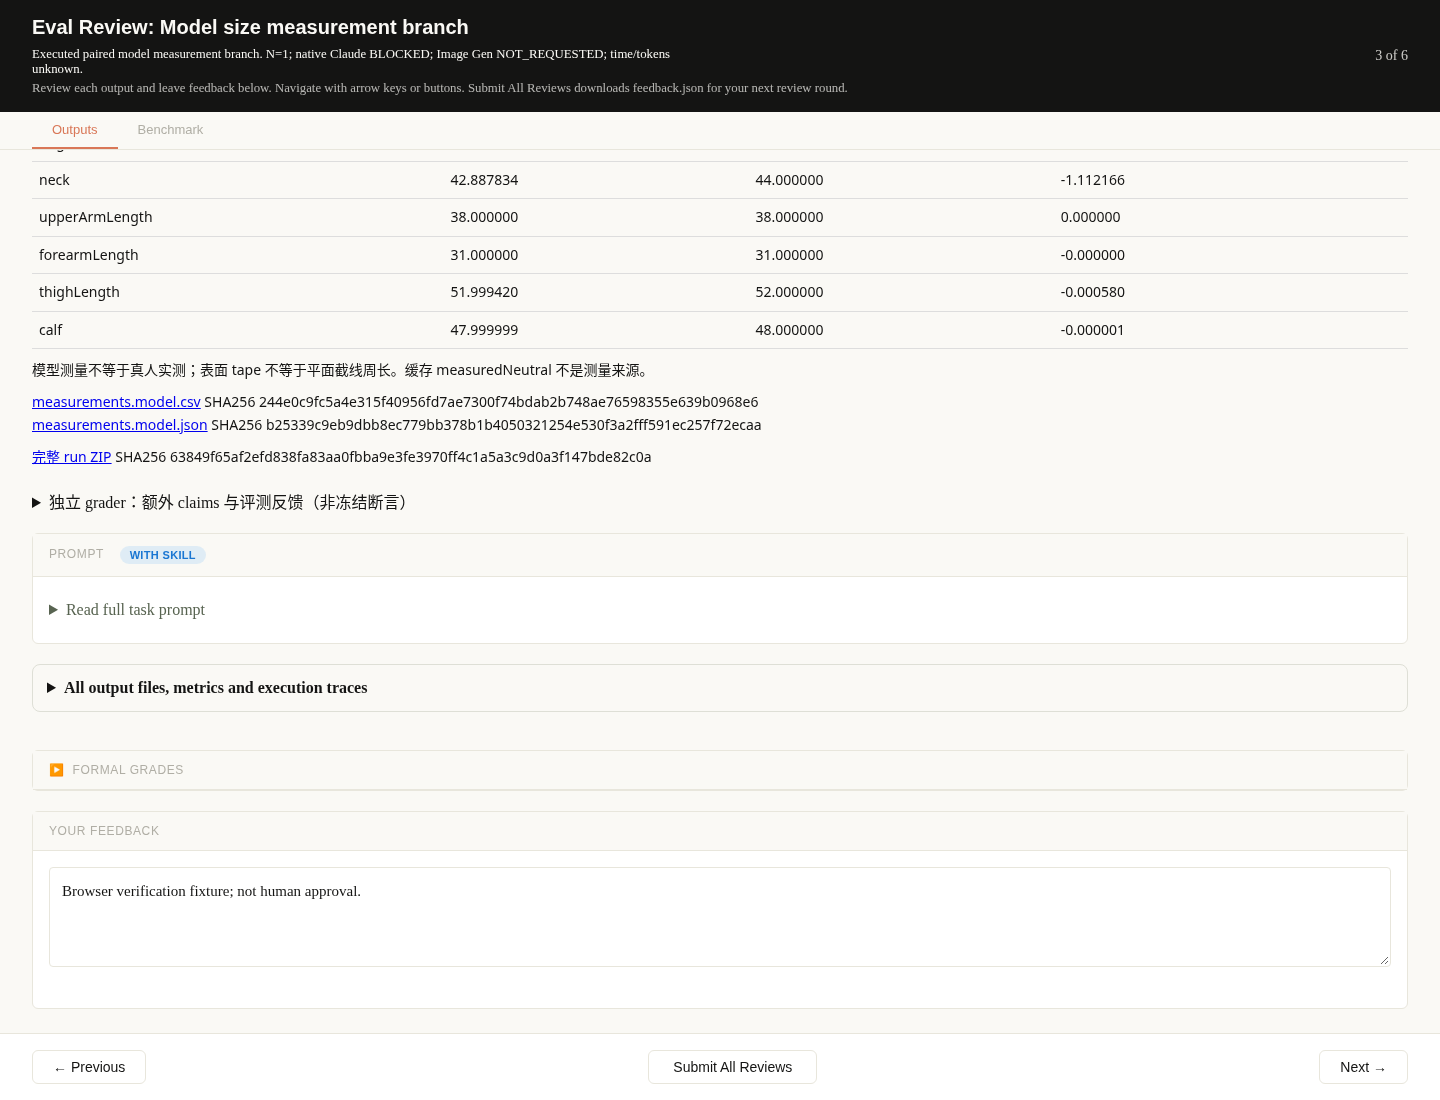 Eval Review: Model size measurement branch
Executed paired model measurement branch. N=1; native Claude BLOCKED; Image Gen NOT_REQUESTED; time/tokens
unknown.
3 of 6
Review each output and leave feedback below. Navigate with arrow keys or buttons. Submit All Reviews downloads feedback.json for your next review round.
Outputs Benchmark
neck 42.887834 44.000000 -1.112166
upperArmLength 38.000000 38.000000 0.000000
forearmLength 31.000000 31.000000 -0.000000
thighLength 51.999420 52.000000 -0.000580
calf 47.999999 48.000000 -0.000001
模型测量不等于真人实测；表面 tape 不等于平面截线周长。缓存 measuredNeutral 不是测量来源。
measurements.model.csv SHA256 244e0c9fc5a4e315f40956fd7ae7300f74bdab2b748ae76598355e639b0968e6
measurements.model.json SHA256 b25339c9eb9dbb8ec779bb378b1b4050321254e530f3a2fff591ec257f72ecaa
完整 run ZIP SHA256 63849f65af2efd838fa83aa0fbba9e3fe3970ff4c1a5a3c9d0a3f147bde82c0a
▶ 独立 grader：额外 claims 与评测反馈（非冻结断言）
PROMPT WITH SKILL
▶ Read full task prompt
▶ All output files, metrics and execution traces
▶ FORMAL GRADES
YOUR FEEDBACK
Browser verification fixture; not human approval.
← Previous Submit All Reviews Next →